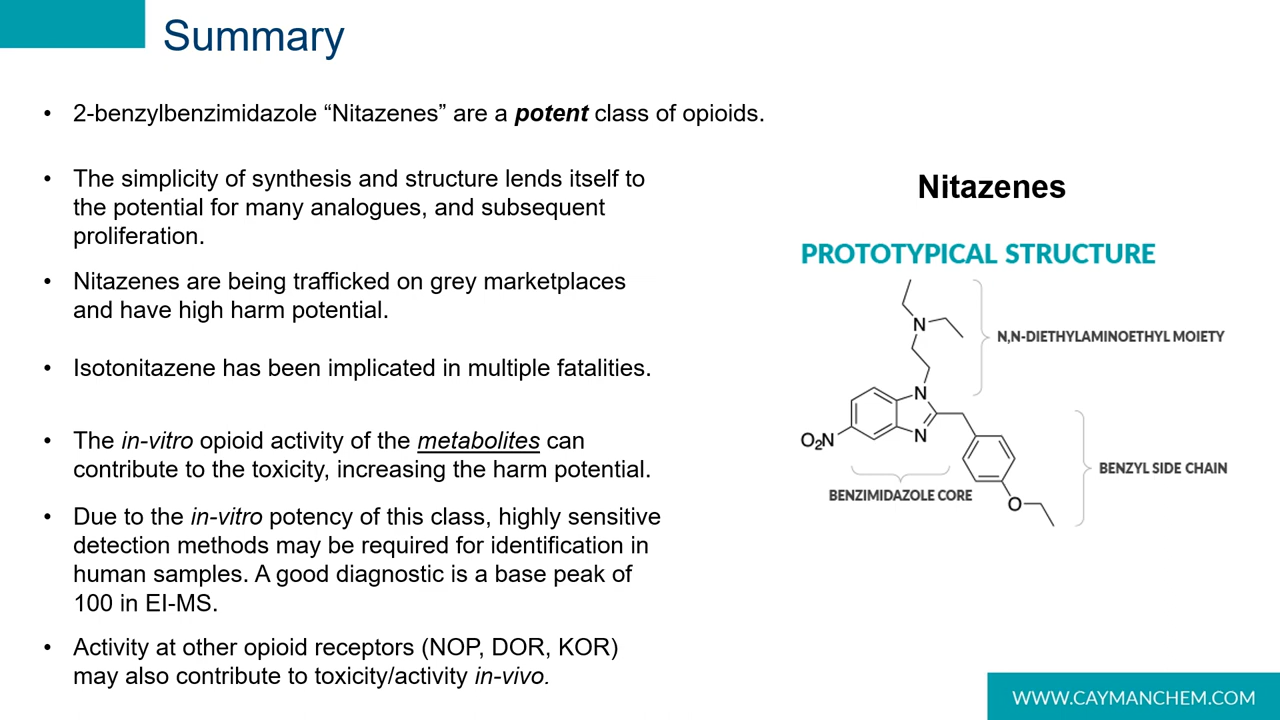 Summary
• 2-benzylbenzimidazole “Nitazenes” are a potent class of opioids.
• The simplicity of synthesis and structure lends itself to
the potential for many analogues, and subsequent
proliferation.
• Nitazenes are being trafficked on grey marketplaces
and have high harm potential.
• Isotonitazene has been implicated in multiple fatalities.
• The in-vitro opioid activity of the metabolites can
contribute to the toxicity, increasing the harm potential.
• Due to the in-vitro potency of this class, highly sensitive
detection methods may be required for identification in
human samples. A good diagnostic is a base peak of
100 in EI-MS.
• Activity at other opioid receptors (NOP, DOR, KOR)
may also contribute to toxicity/activity in-vivo.
Nitazenes
PROTOTYPICAL STRUCTURE
N
N,N-DIETHYLAMINOETHYL MOIETY
N
N
O₂N
BENZYL SIDE CHAIN
BENZIMIDAZOLE CORE
O
WWW.CAYMANCHEM.COM